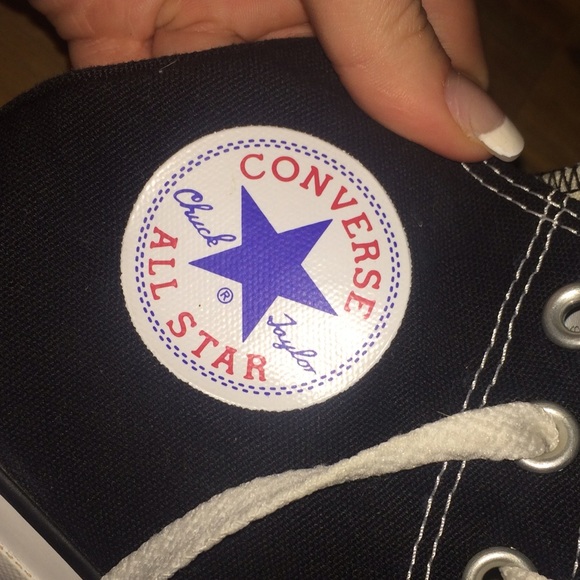 CONVERSE
Chuck Taylor
®
ALL STAR